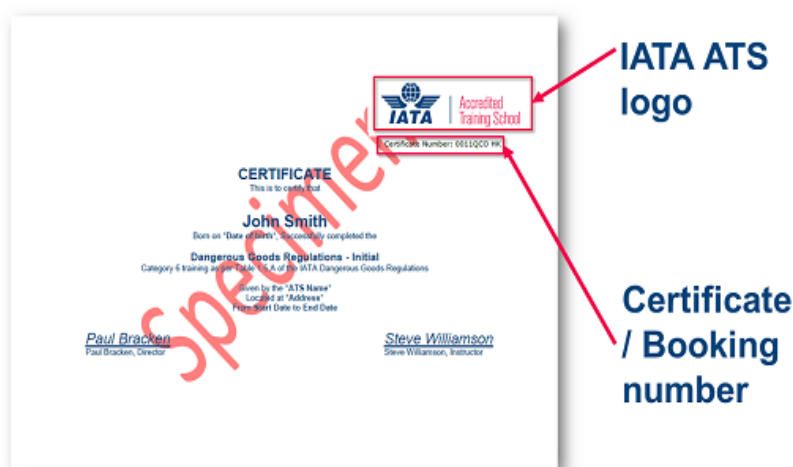 IATA ATS
logo
IATA
Accredited
Training School
Certificate Number: 0011QCO HK
CERTIFICATE
This is to certify that
John Smith
Born on "Date of birth", Successfully completed the
Dangerous Goods Regulations - Initial
Category 6 training as per Table 1.5.A of the IATA Dangerous Goods Regulations
Given by the "ATS Name"
Located at "Address"
From Start Date to End Date
Paul Bracken
Paul Bracken, Director
Steve Williamson
Steve Williamson, Instructor
Specimen
Certificate
/ Booking
number